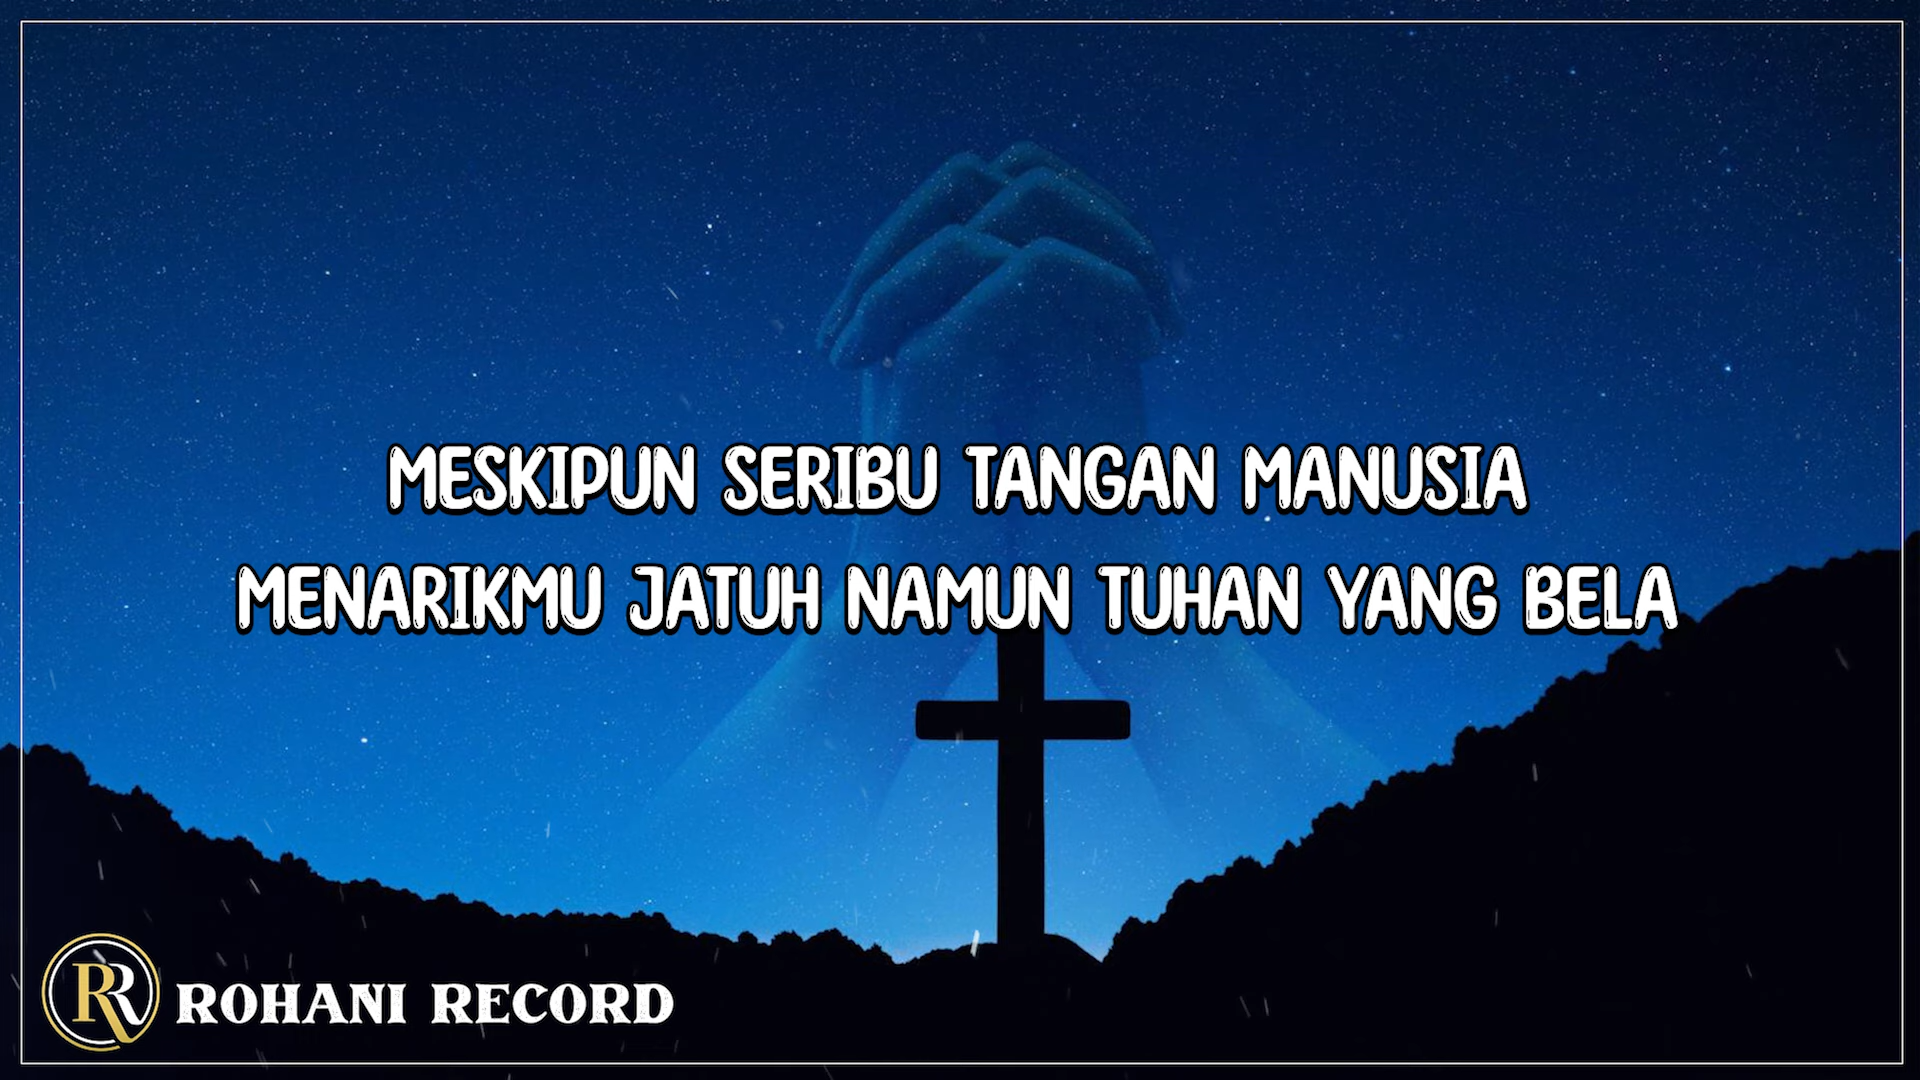 MESKIPUN SERIBU TANGAN MANUSIA
MENARIKMU JATUH NAMUN TUHAN YANG BELA
RR ROHANI RECORD